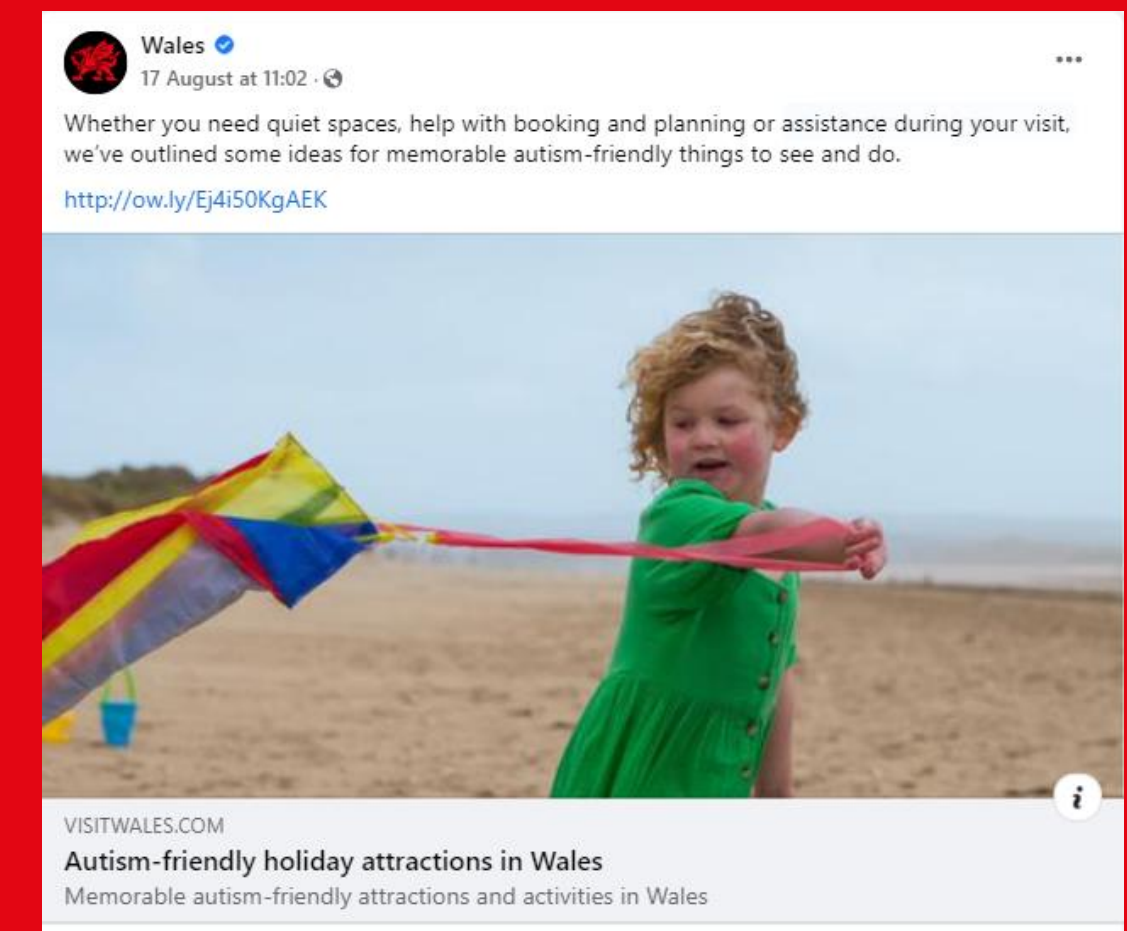 Wales
17 August at 11:02 ·
Whether you need quiet spaces, help with booking and planning or assistance during your visit,
we've outlined some ideas for memorable autism-friendly things to see and do.
http://ow.ly/Ej4i50KgAEK
i
VISITWALES.COM
Autism-friendly holiday attractions in Wales
Memorable autism-friendly attractions and activities in Wales